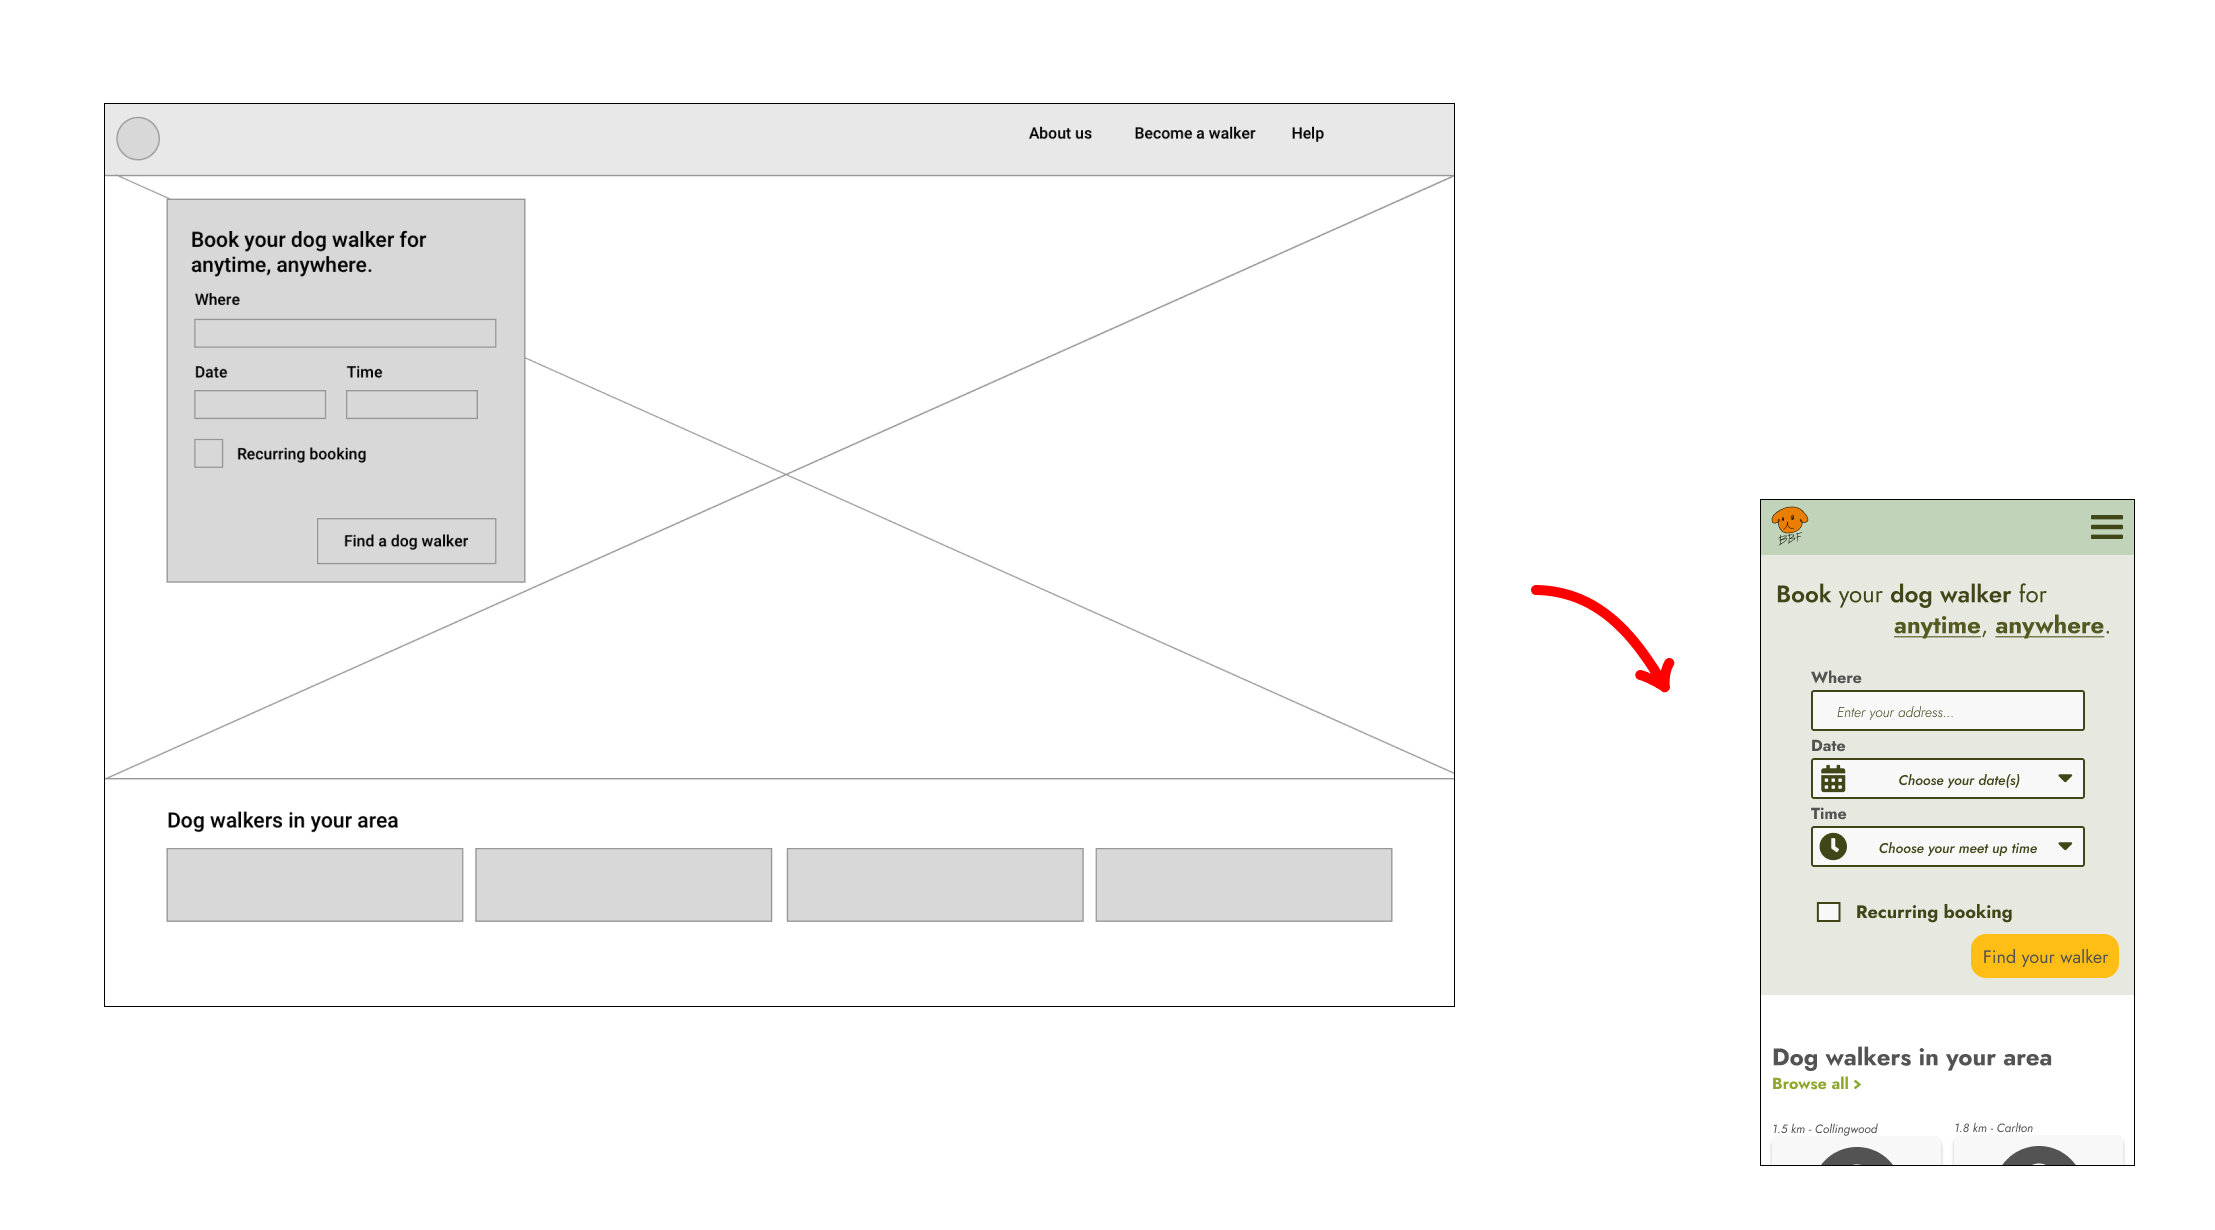 About us Become a walker Help
Book your dog walker for
anytime, anywhere.
Where
Date Time
Recurring booking
Find a dog walker
Dog walkers in your area
BBF
Book your dog walker for
anytime, anywhere.
Where
Enter your address...
Date
Choose your date(s)
Time
Choose your meet up time
Recurring booking
Find your walker
Dog walkers in your area
Browse all >
1.5 km - Collingwood 1.8 km - Carlton